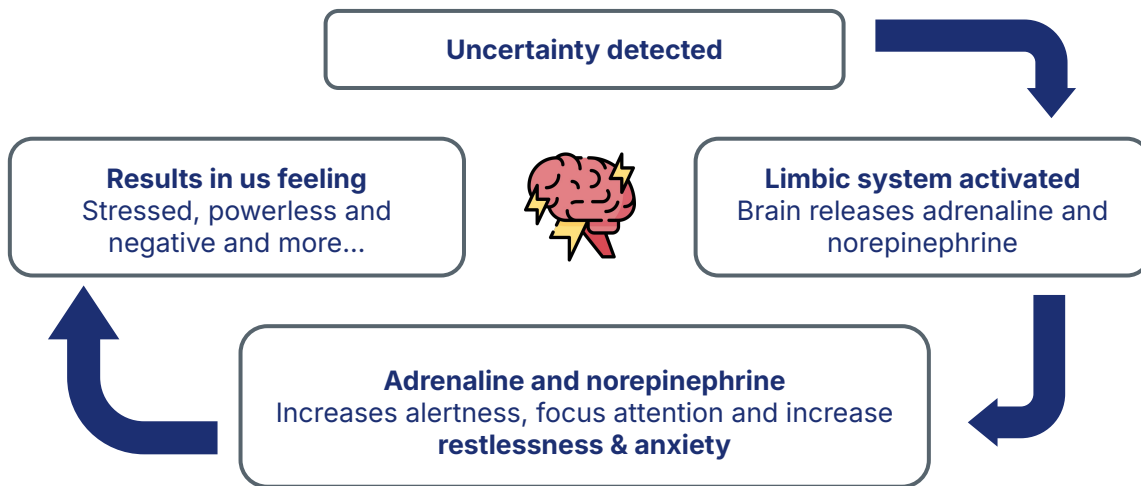 Uncertainty detected
Limbic system activated
Brain releases adrenaline and
norepinephrine
Adrenaline and norepinephrine
Increases alertness, focus attention and increase
restlessness & anxiety
Results in us feeling
Stressed, powerless and
negative and more...